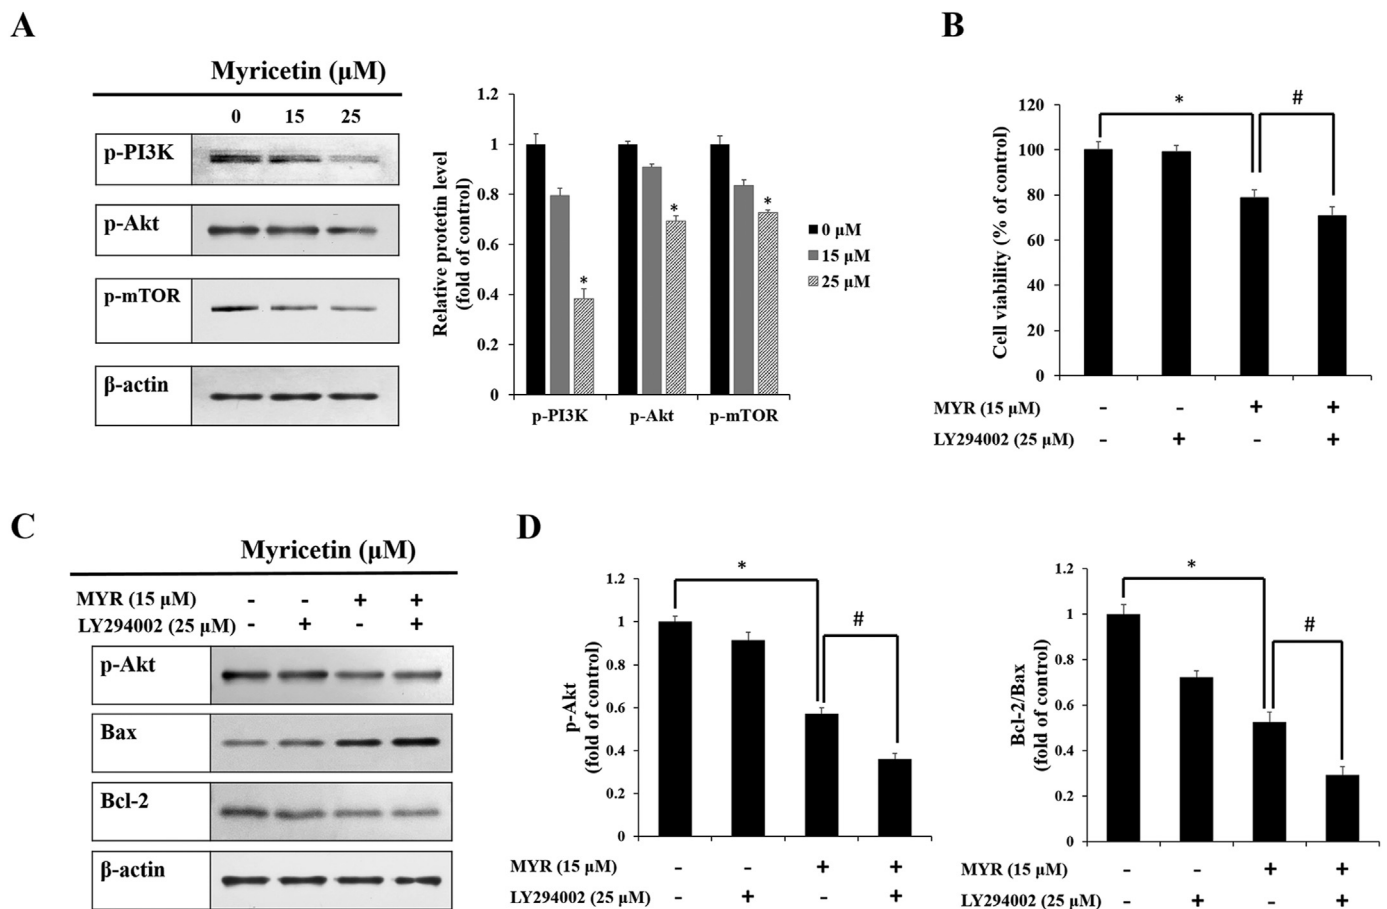 A
Myricetin (μM)
0 15 25
p-PI3K
p-Akt
p-mTOR
β-actin
Relative protetin level
(fold of control)
1.2
1
0.8
0.6
0.4
0.2
0
*
*
*
p-PI3K p-Akt p-mTOR
0 μM
15 μM
25 μM
B
Cell viability (% of control)
120
100
80
60
40
20
0
* #
MYR (15 μM) - - + +
LY294002 (25 μM) - + - +
C
Myricetin (μM)
MYR (15 μM) - - + +
LY294002 (25 μM) - + - +
p-Akt
Bax
Bcl-2
β-actin
D
p-Akt
(fold of control)
1.2
1
0.8
0.6
0.4
0.2
0
*
#
MYR (15 μM) - - + +
LY294002 (25 μM) - + - +
Bcl-2/Bax
(fold of control)
1.2
1
0.8
0.6
0.4
0.2
0
*
#
MYR (15 μM) - - + +
LY294002 (25 μM) - + - +